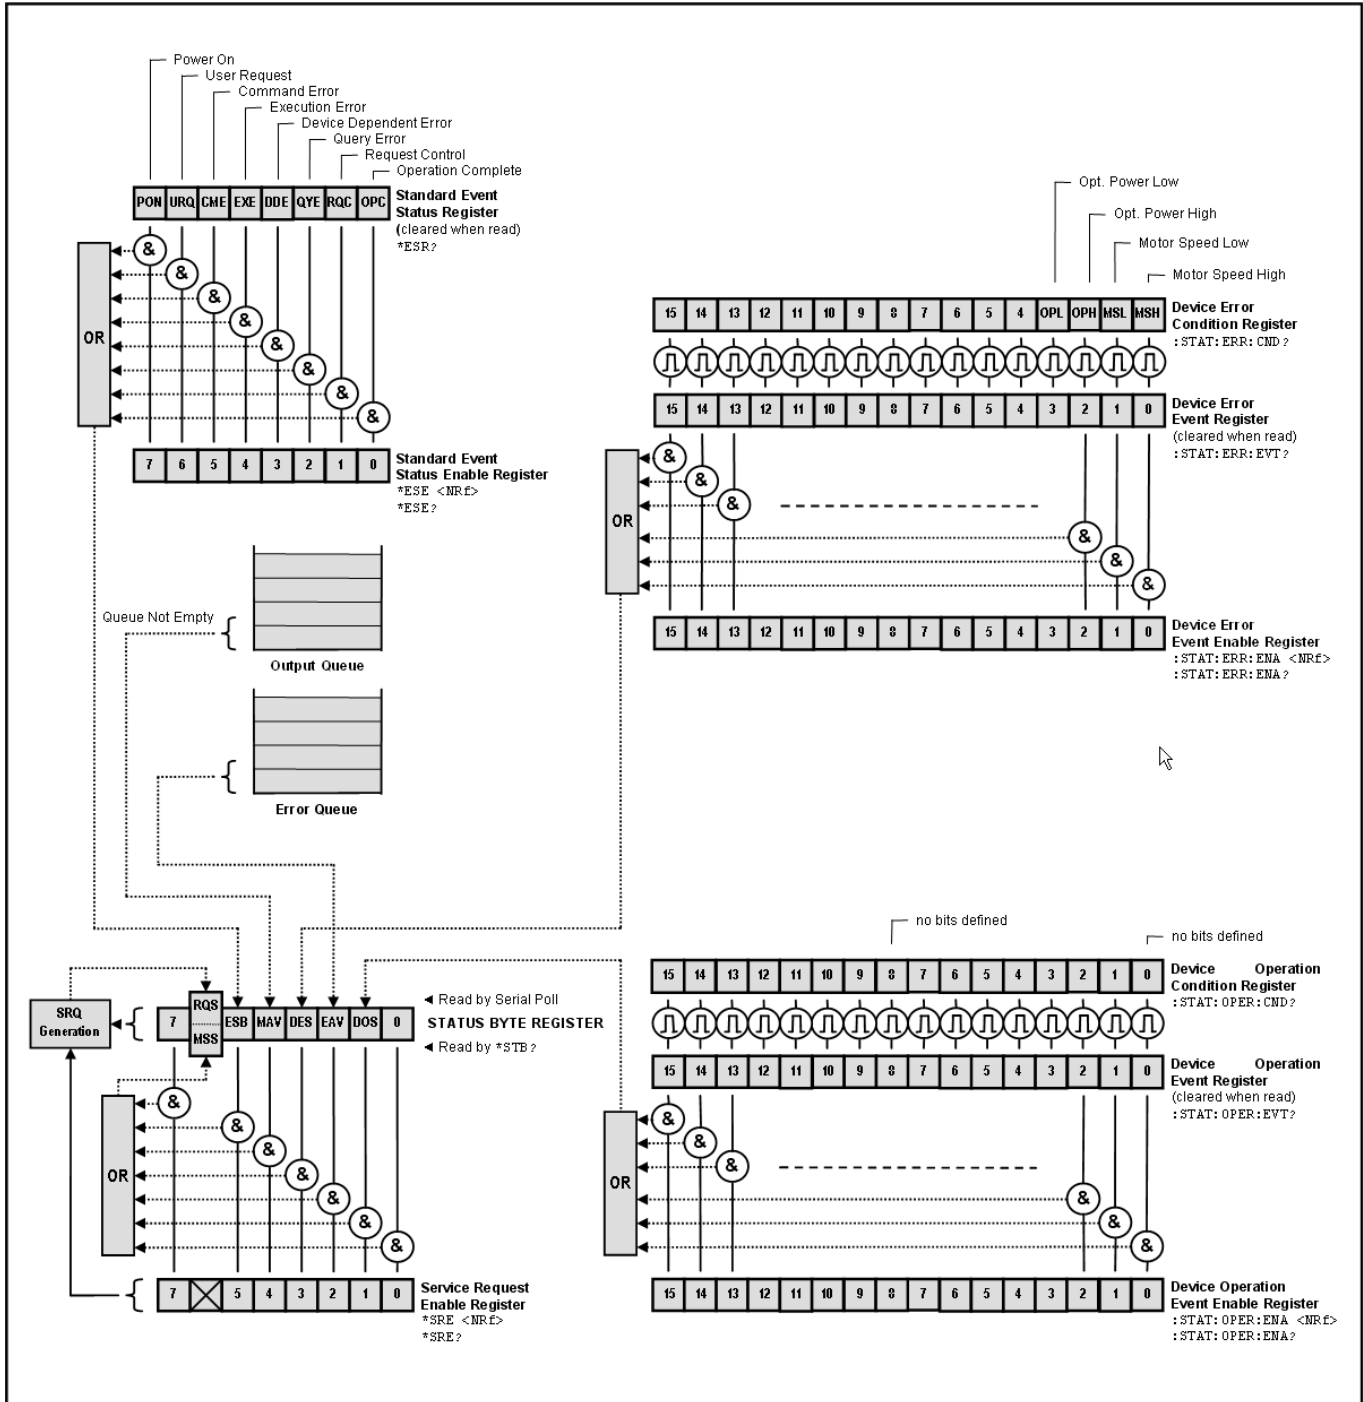 Power On
User Request
Command Error
Execution Error
Device Dependent Error
Query Error
Request Control
Operation Complete
PON URQ CME EXE DDE QYE RQC OPC
Standard Event
Status Register
(cleared when read)
*ESR?
& & & & & & & &
OR
7 6 5 4 3 2 1 0
Standard Event
Status Enable Register
*ESE <NRf>
*ESE?
Opt. Power Low
Opt. Power High
Motor Speed Low
Motor Speed High
15 14 13 12 11 10 9 8 7 6 5 4 OPL OPH MSL MSH
Device Error
Condition Register
:STAT:ERR:CND?
15 14 13 12 11 10 9 8 7 6 5 4 3 2 1 0
Device Error
Event Register
(cleared when read)
:STAT:ERR:EVT?
& & & & & &
OR
15 14 13 12 11 10 9 8 7 6 5 4 3 2 1 0
Device Error
Event Enable Register
:STAT:ERR:ENA <NRf>
:STAT:ERR:ENA?
Queue Not Empty
Output Queue
Error Queue
SRQ
Generation
7 RQS MSS ESB MAV DES EAV DOS 0
◄ Read by Serial Poll
STATUS BYTE REGISTER
◄ Read by *STB?
& & & & & & &
OR
7 5 4 3 2 1 0
Service Request
Enable Register
*SRE <NRf>
*SRE?
no bits defined
no bits defined
15 14 13 12 11 10 9 8 7 6 5 4 3 2 1 0
Device Operation
Condition Register
:STAT:OPER:CND?
15 14 13 12 11 10 9 8 7 6 5 4 3 2 1 0
Device Operation
Event Register
(cleared when read)
:STAT:OPER:EVT?
& & & & & &
OR
15 14 13 12 11 10 9 8 7 6 5 4 3 2 1 0
Device Operation
Event Enable Register
:STAT:OPER:ENA <NRf>
:STAT:OPER:ENA?